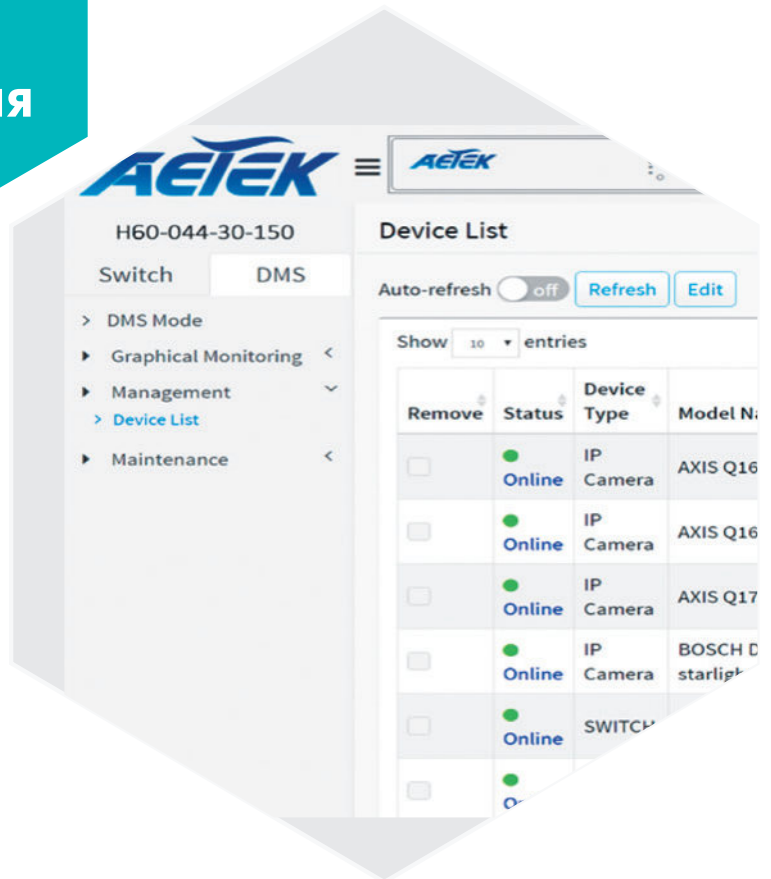 ия
AETEK
AETEK
H60-044-30-150
Device List
Switch DMS
Auto-refresh off Refresh Edit
DMS Mode
Graphical Monitoring
Management
Device List
Maintenance
Show 10 entries
Remove Status Device Type Model Na
Online IP Camera AXIS Q16
Online IP Camera AXIS Q16
Online IP Camera AXIS Q17
Online IP Camera BOSCH D
starligh
Online SWITCH